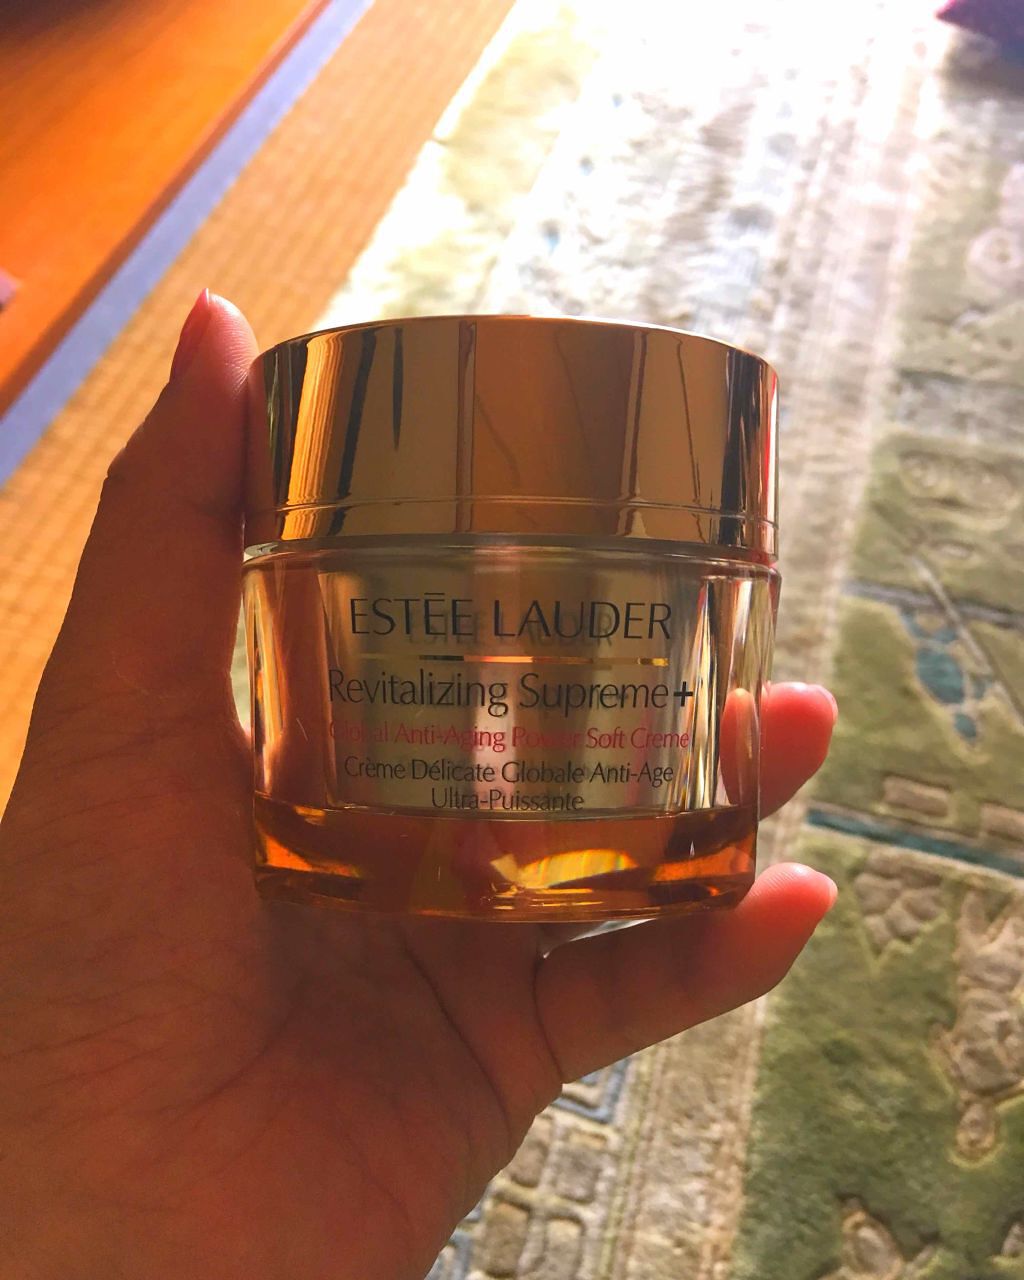 ESTĒE LAUDER
Revitalizing Supreme+
Global Anti-Aging Power Soft Creme
Crème Délicate Globale Anti-Age
Ultra-Puissante